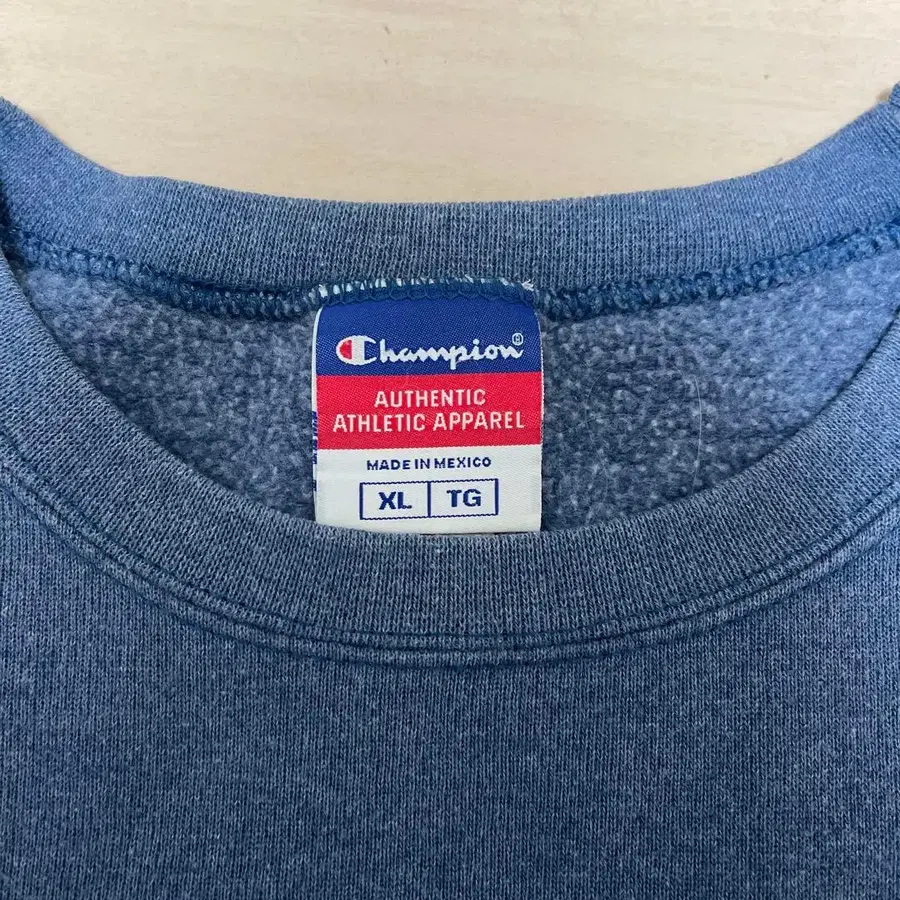 Champion
AUTHENTIC
ATHLETIC APPAREL
MADE IN MEXICO
XL TG